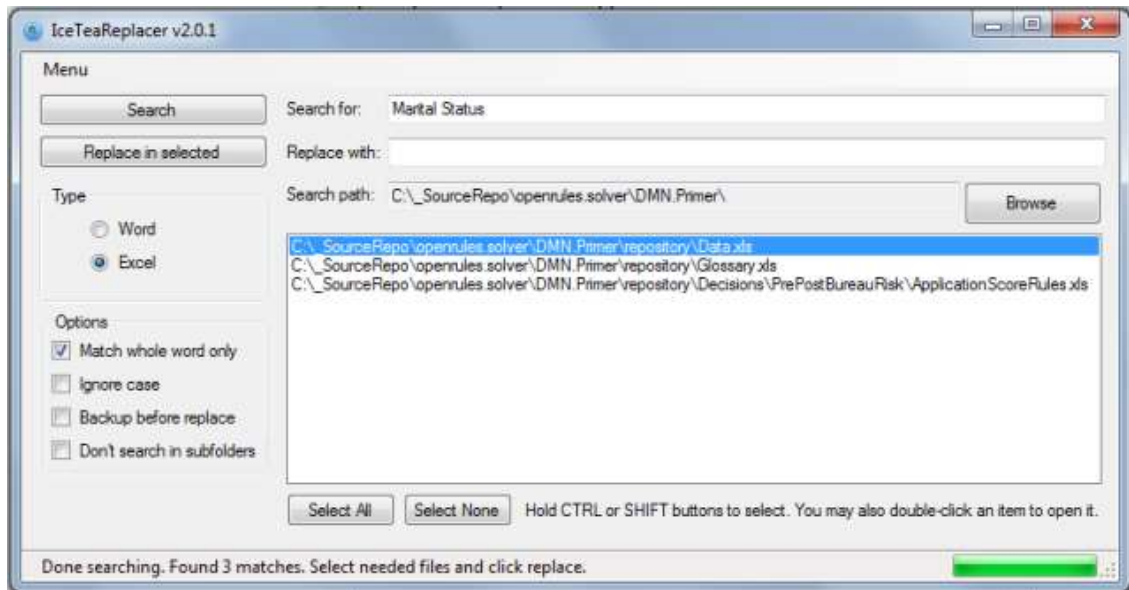 IceTeaReplacer v2.0.1
Menu
Search
Search for: Marital Status
Replace in selected
Replace with:
Type
Search path: C:\_SourceRepo\openrules.solver\DMN.Primer\
Browse
Word
Excel
C:\_SourceRepo\openrules.solver\DMN.Primer\repository\Data.xls
C:\_SourceRepo\openrules.solver\DMN.Primer\repository\Glossary.xls
C:\_SourceRepo\openrules.solver\DMN.Primer\repository\Decisions\PrePostBureauRisk\ApplicationScoreRules.xls
Options
Match whole word only
Ignore case
Backup before replace
Don't search in subfolders
Select All
Select None
Hold CTRL or SHIFT buttons to select. You may also double-click an item to open it.
Done searching. Found 3 matches. Select needed files and click replace.